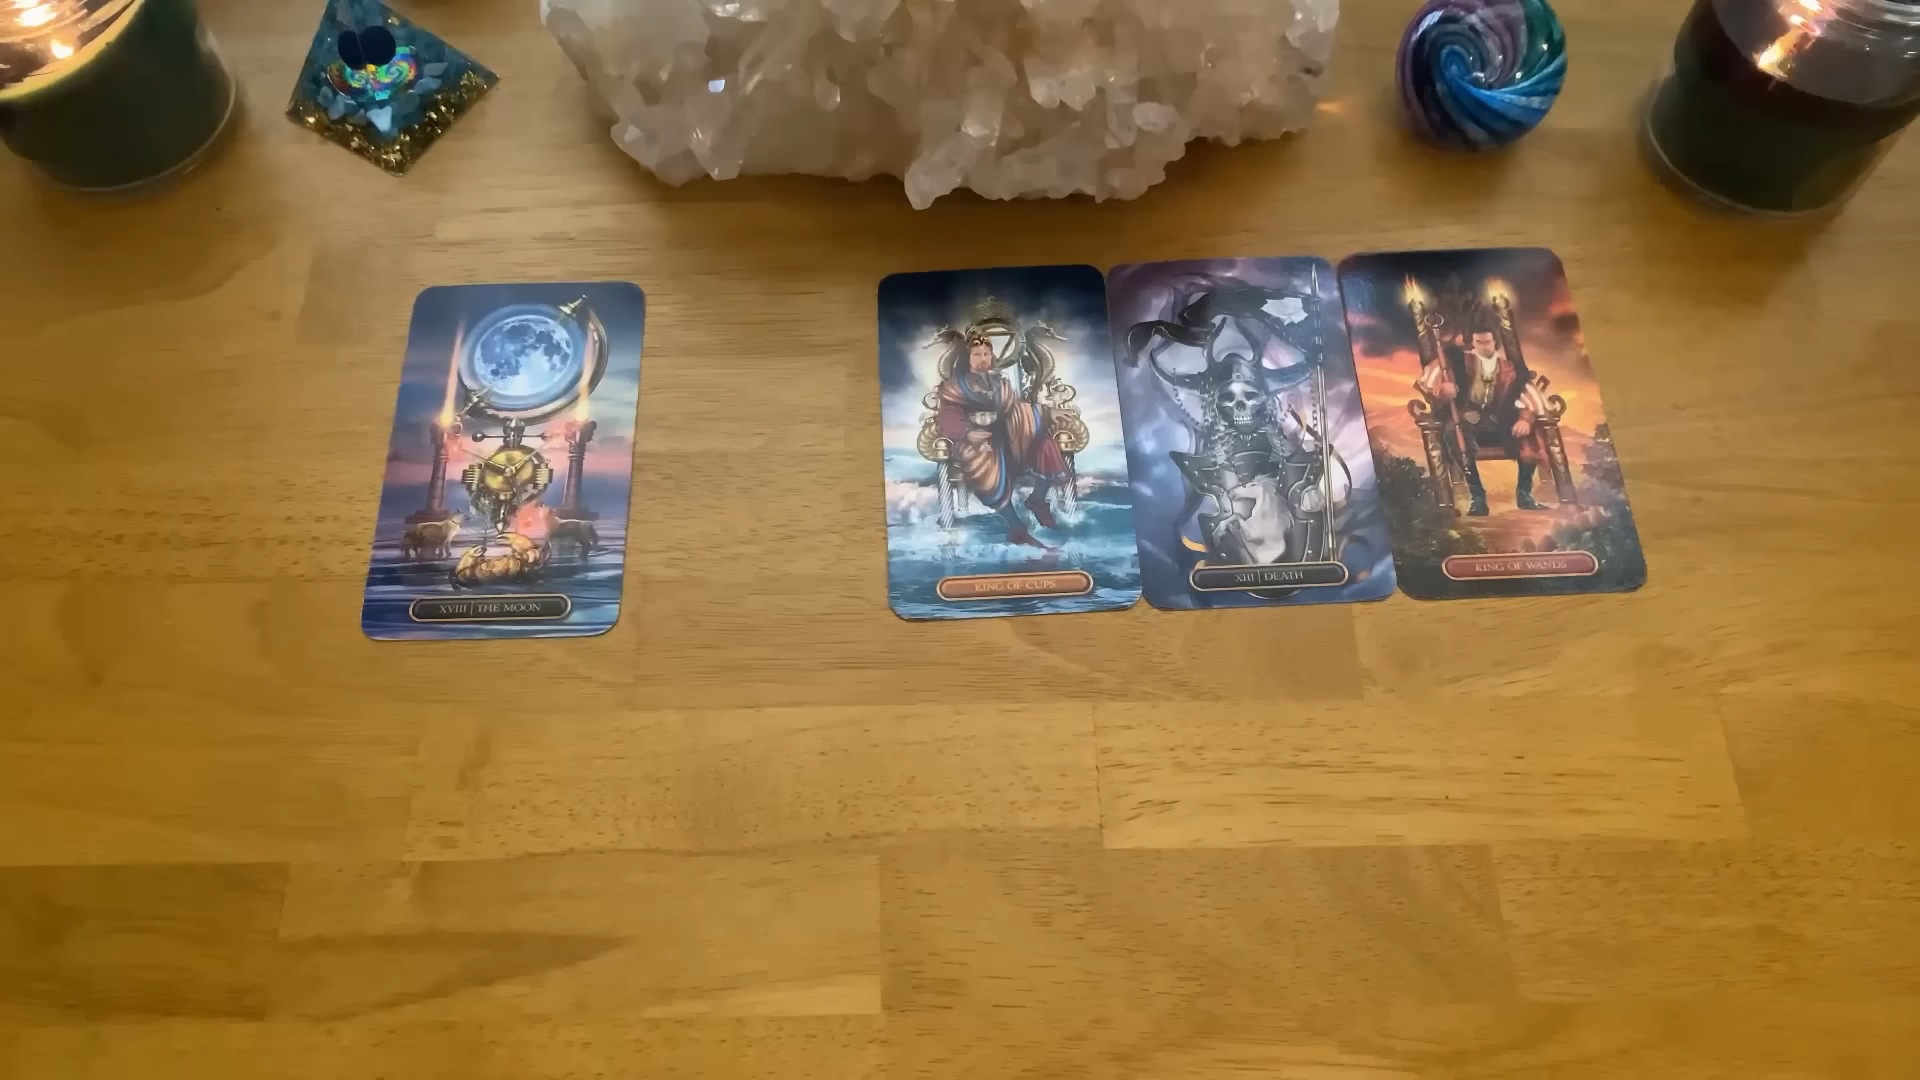 XVIII | THE MOON
KING OF CUPS
XIII | DEATH
KING OF WANDS